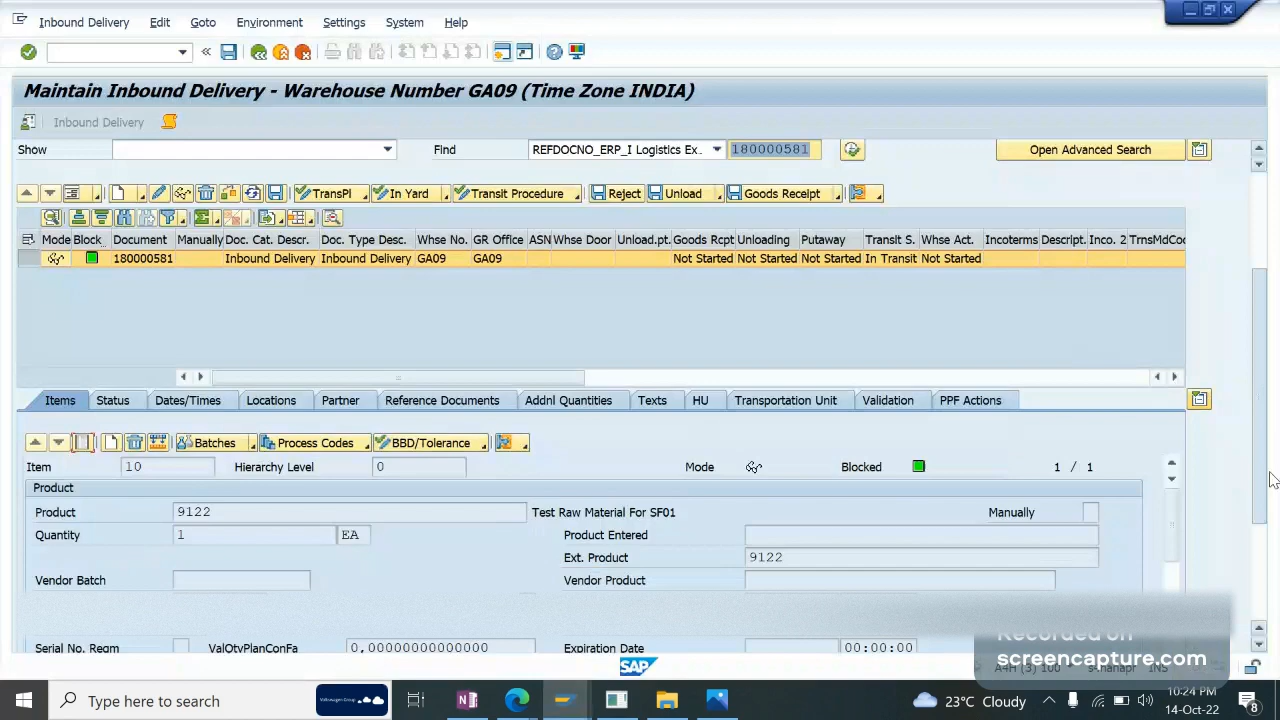 Inbound Delivery Edit Goto Environment Settings System Help
Maintain Inbound Delivery - Warehouse Number GA09 (Time Zone INDIA)
Inbound Delivery
Show Find REFDOCNO_ERP_I Logistics Ex.. 180000581 Open Advanced Search
TransPl In Yard Transit Procedure Reject Unload Goods Receipt
Mode Block. Document Manually Doc. Cat. Descr. Doc. Type Desc. Whse No. GR Office ASN Whse Door Unload.pt. Goods Rcpt Unloading Putaway Transit S. Whse Act. Incoterms Descript. Inco. 2 TrnsMdCod
180000581 Inbound Delivery Inbound Delivery GA09 GA09 Not Started Not Started Not Started In Transit Not Started
Items Status Dates/Times Locations Partner Reference Documents Addnl Quantities Texts HU Transportation Unit Validation PPF Actions
Batches Process Codes BBD/Tolerance
Item 10 Hierarchy Level 0 Mode Blocked 1 / 1
Product
Product 9122 Test Raw Material For SF01 Manually
Quantity 1 EA Product Entered
Ext. Product 9122
Vendor Batch Vendor Product
Serial No. Reqm ValQtyPlanConFa 0,00000000000000 Expiration Date 00:00:00
Recorded on
screencapture.com
SAP
INS
Type here to search
23°C Cloudy
10:24 PM
14-Oct-22
8